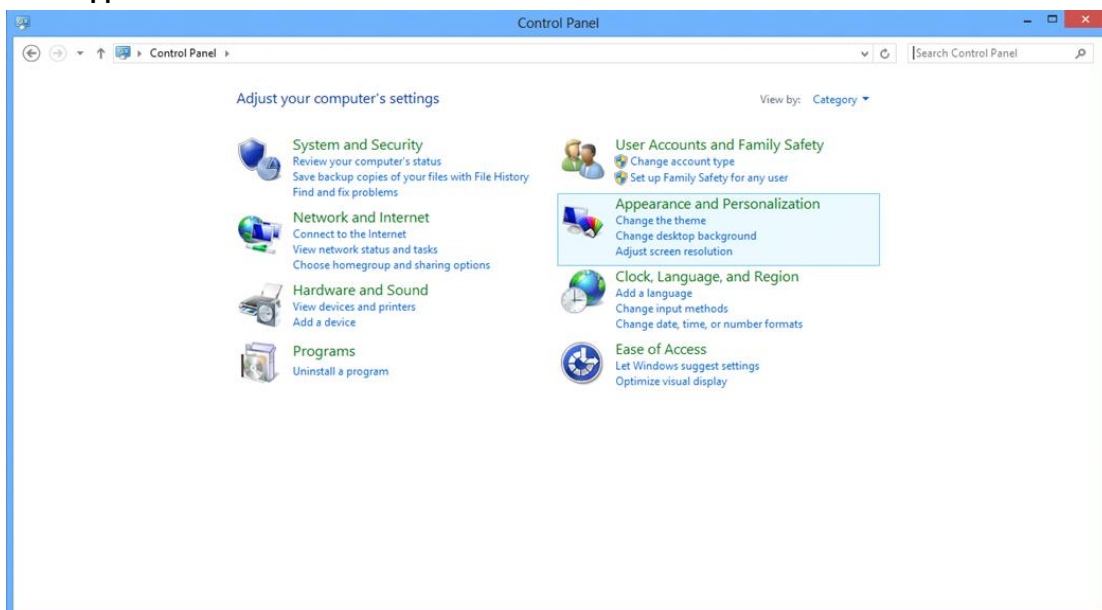 Control Panel
Control Panel
Search Control Panel
Adjust your computer's settings
View by: Category
System and Security
Review your computer's status
Save backup copies of your files with File History
Find and fix problems
Network and Internet
Connect to the Internet
View network status and tasks
Choose homegroup and sharing options
Hardware and Sound
View devices and printers
Add a device
Programs
Uninstall a program
User Accounts and Family Safety
Change account type
Set up Family Safety for any user
Appearance and Personalization
Change the theme
Change desktop background
Adjust screen resolution
Clock, Language, and Region
Add a language
Change input methods
Change date, time, or number formats
Ease of Access
Let Windows suggest settings
Optimize visual display